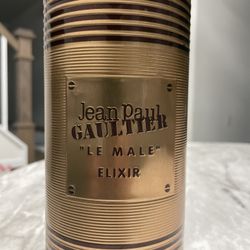 Jean Paul
GAULTIER
"LE MALE"
ELIXIR